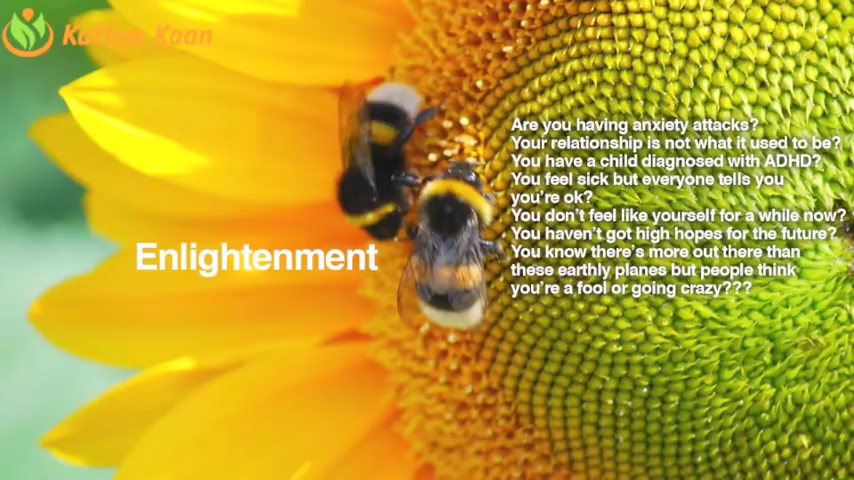 Kathya Kaan
Enlightenment
Are you having anxiety attacks?
Your relationship is not what it used to be?
You have a child diagnosed with ADHD?
You feel sick but everyone tells you
you're ok?
You don't feel like yourself for a while now?
You haven't got high hopes for the future?
You know there's more out there than
these earthly planes but people think
you're a fool or going crazy???